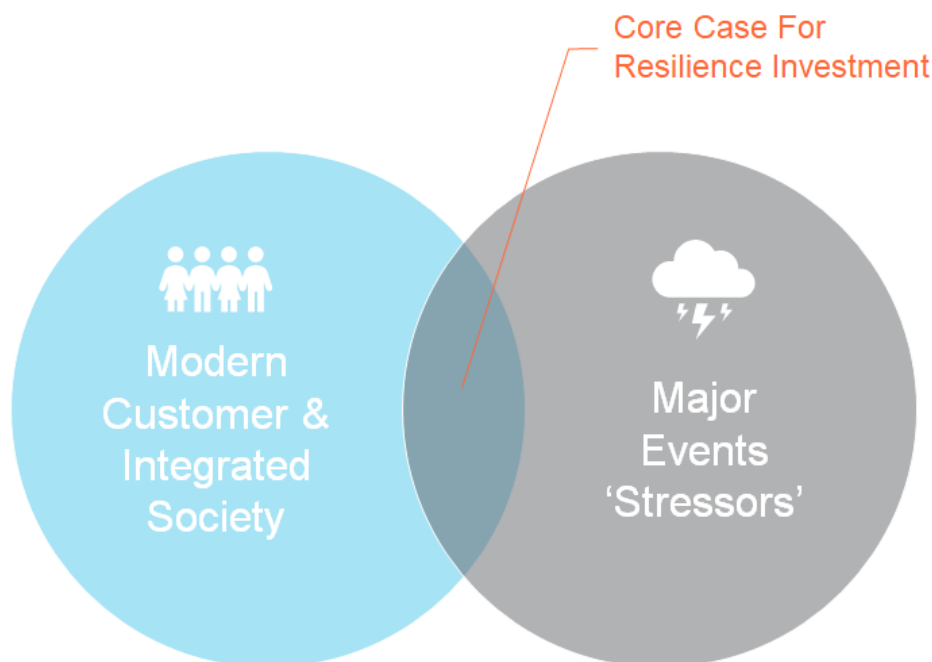 Core Case For
Resilience Investment
Modern
Customer &
Integrated
Society
Major
Events
‘Stressors’